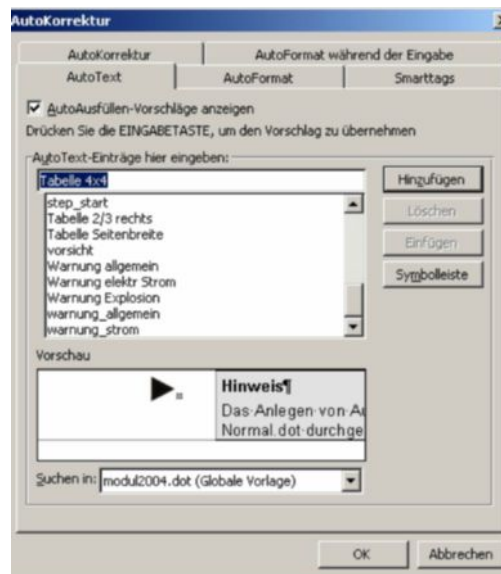 AutoKorrektur
AutoKorrektur
AutoFormat während der Eingabe
AutoText
AutoFormat
Smarttags
AutoAusfüllen-Vorschläge anzeigen
Drücken Sie die EINGABETASTE, um den Vorschlag zu übernehmen
AutoText-Einträge hier eingeben:
Tabelle 4x4
Hinzufügen
step_start
Tabelle 2/3 rechts
Tabelle Seitenbreite
vorsicht
Warnung allgemein
Warnung elektr Strom
Warnung Explosion
warnung_allgemein
warnung_strom
Löschen
Einfügen
Symbolleiste
Vorschau
Hinweis¶
Das·Anlegen·von·Au
Normal.dot·durchge
Suchen in: modul2004.dot (Globale Vorlage)
OK
Abbrechen